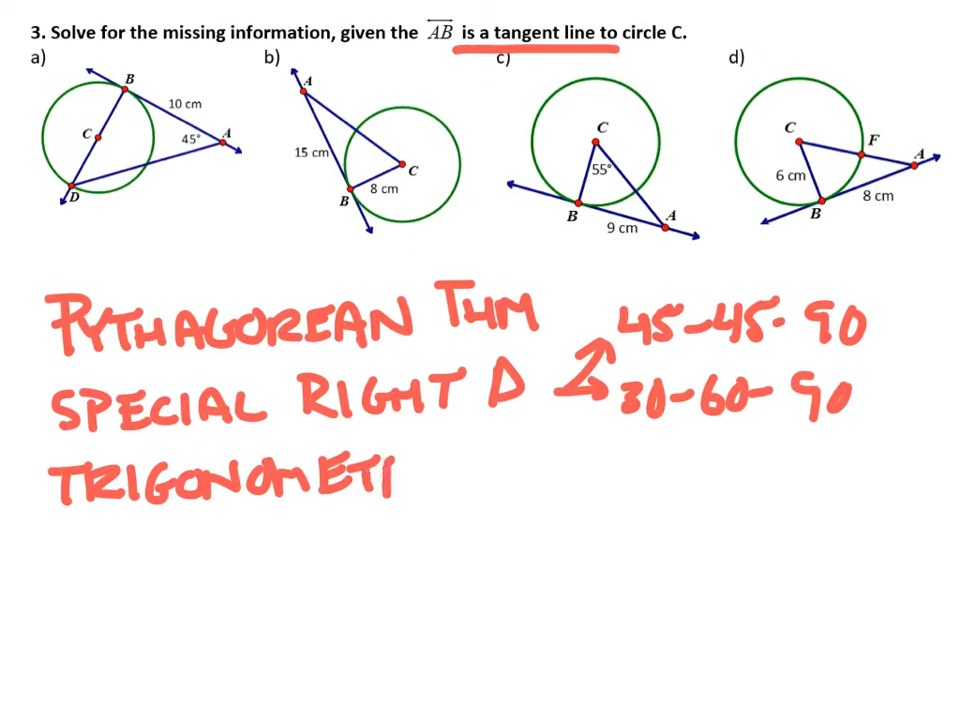 3. Solve for the missing information, given the AB is a tangent line to circle C.
a) b) c) d)
B 10 cm C 45° A D
A 15 cm C 8 cm B
C 55° B A 9 cm
C F A 6 cm 8 cm B
PYTHAGOREAN THM 45-45-90
SPECIAL RIGHT Δ 30-60-90
TRIGONOMET